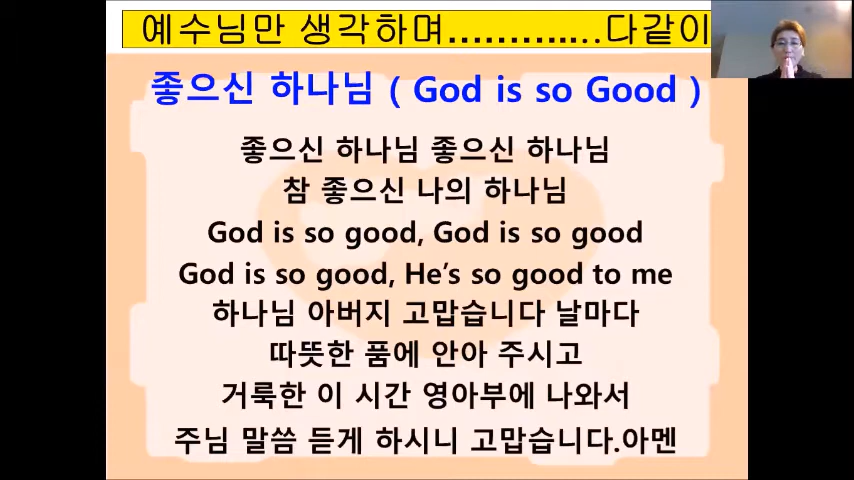 예수님만 생각하며...............다같이
좋으신 하나님 ( God is so Good )
좋으신 하나님 좋으신 하나님
참 좋으신 나의 하나님
God is so good, God is so good
God is so good, He’s so good to me
하나님 아버지 고맙습니다 날마다
따뜻한 품에 안아 주시고
거룩한 이 시간 영아부에 나와서
주님 말씀 듣게 하시니 고맙습니다.아멘